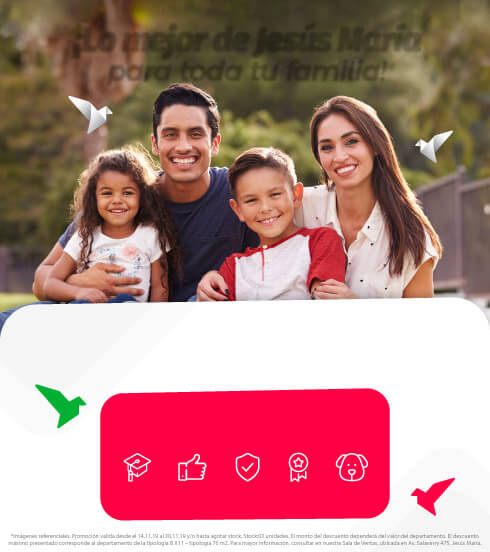 ¡Lo mejor de Jesús María
para toda tu familia!
*Imágenes referenciales. Promoción válida desde el 14.11.19 al 30.11.19 y/o hasta agotar stock. Stock: 03 unidades. El monto del descuento dependerá del valor del departamento. El descuento
máximo presentado corresponde al departamento de la tipología B X11 – tipología 76 m2. Para mayor información, consultar en nuestra Sala de Ventas, ubicada en Av. Salaverry 475, Jesús María.